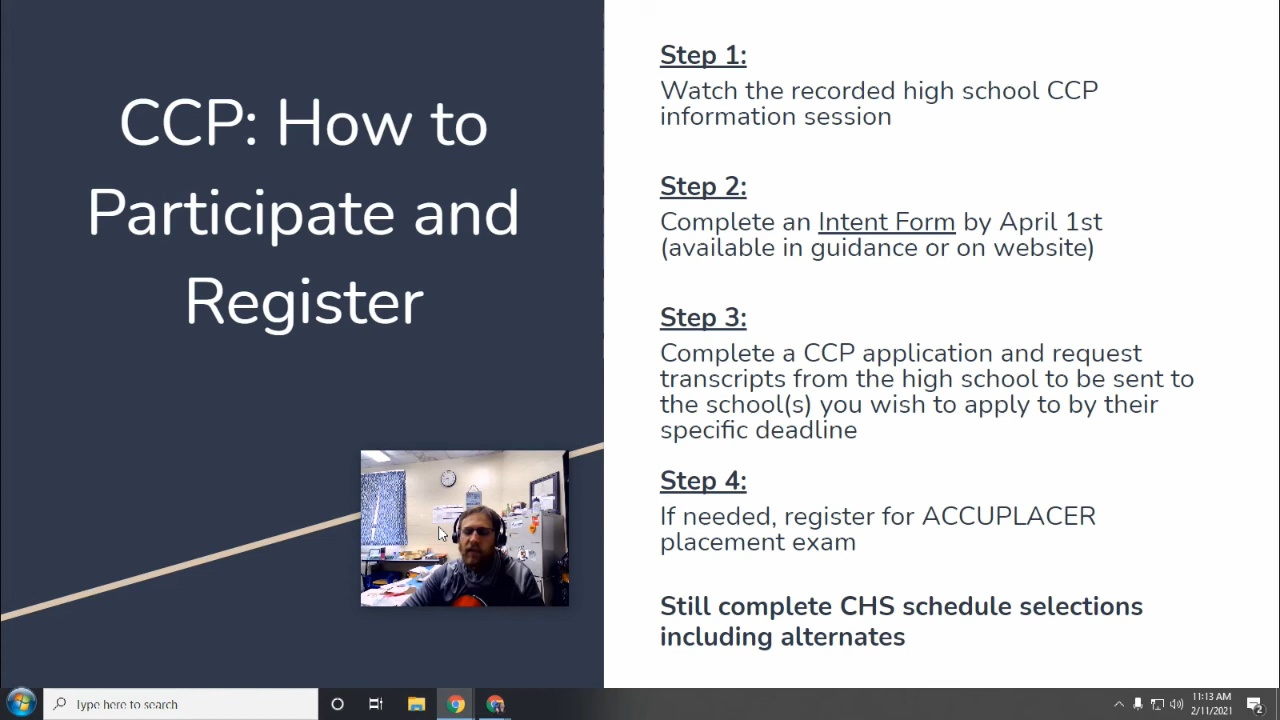 CCP: How to
Participate and
Register
Step 1:
Watch the recorded high school CCP
information session
Step 2:
Complete an Intent Form by April 1st
(available in guidance or on website)
Step 3:
Complete a CCP application and request
transcripts from the high school to be sent to
the school(s) you wish to apply to by their
specific deadline
Step 4:
If needed, register for ACCUPLACER
placement exam
Still complete CHS schedule selections
including alternates
Type here to search
11:13 AM
2/11/2021
2